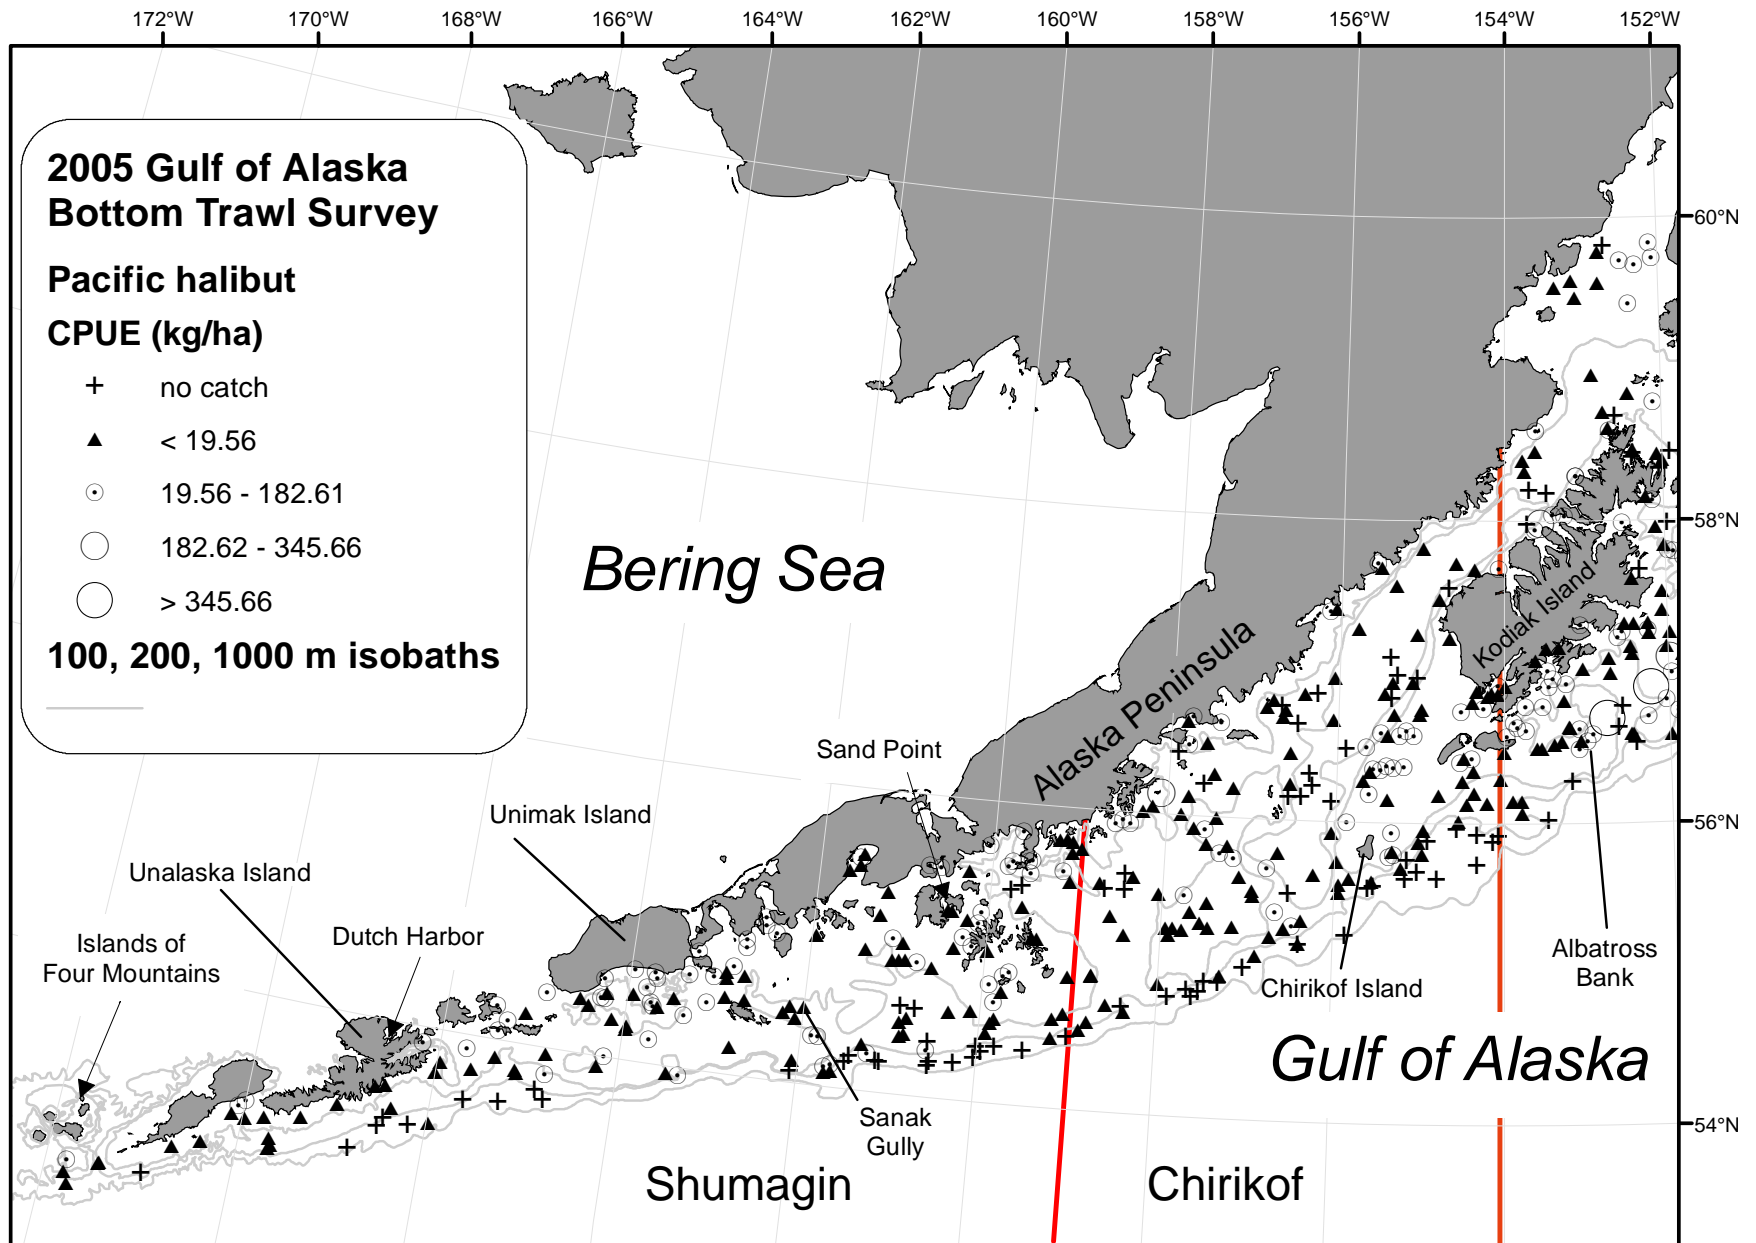 172°W 170°W 168°W 166°W 164°W 162°W 160°W 158°W 156°W 154°W 152°W
2005 Gulf of Alaska
Bottom Trawl Survey
Pacific halibut
CPUE (kg/ha)
no catch
< 19.56
19.56 - 182.61
182.62 - 345.66
> 345.66
100, 200, 1000 m isobaths
60°N
58°N
56°N
54°N
Bering Sea
Kodiak Island
Alaska Peninsula
Sand Point
Unimak Island
Unalaska Island
Dutch Harbor
Islands of
Four Mountains
Albatross
Bank
Chirikof Island
Gulf of Alaska
Sanak
Gully
Shumagin
Chirikof